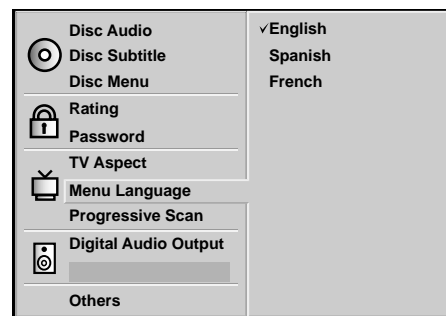 Disc Audio
Disc Subtitle
Disc Menu
Rating
Password
TV Aspect
Menu Language
Progressive Scan
Digital Audio Output
Others
✓English
Spanish
French